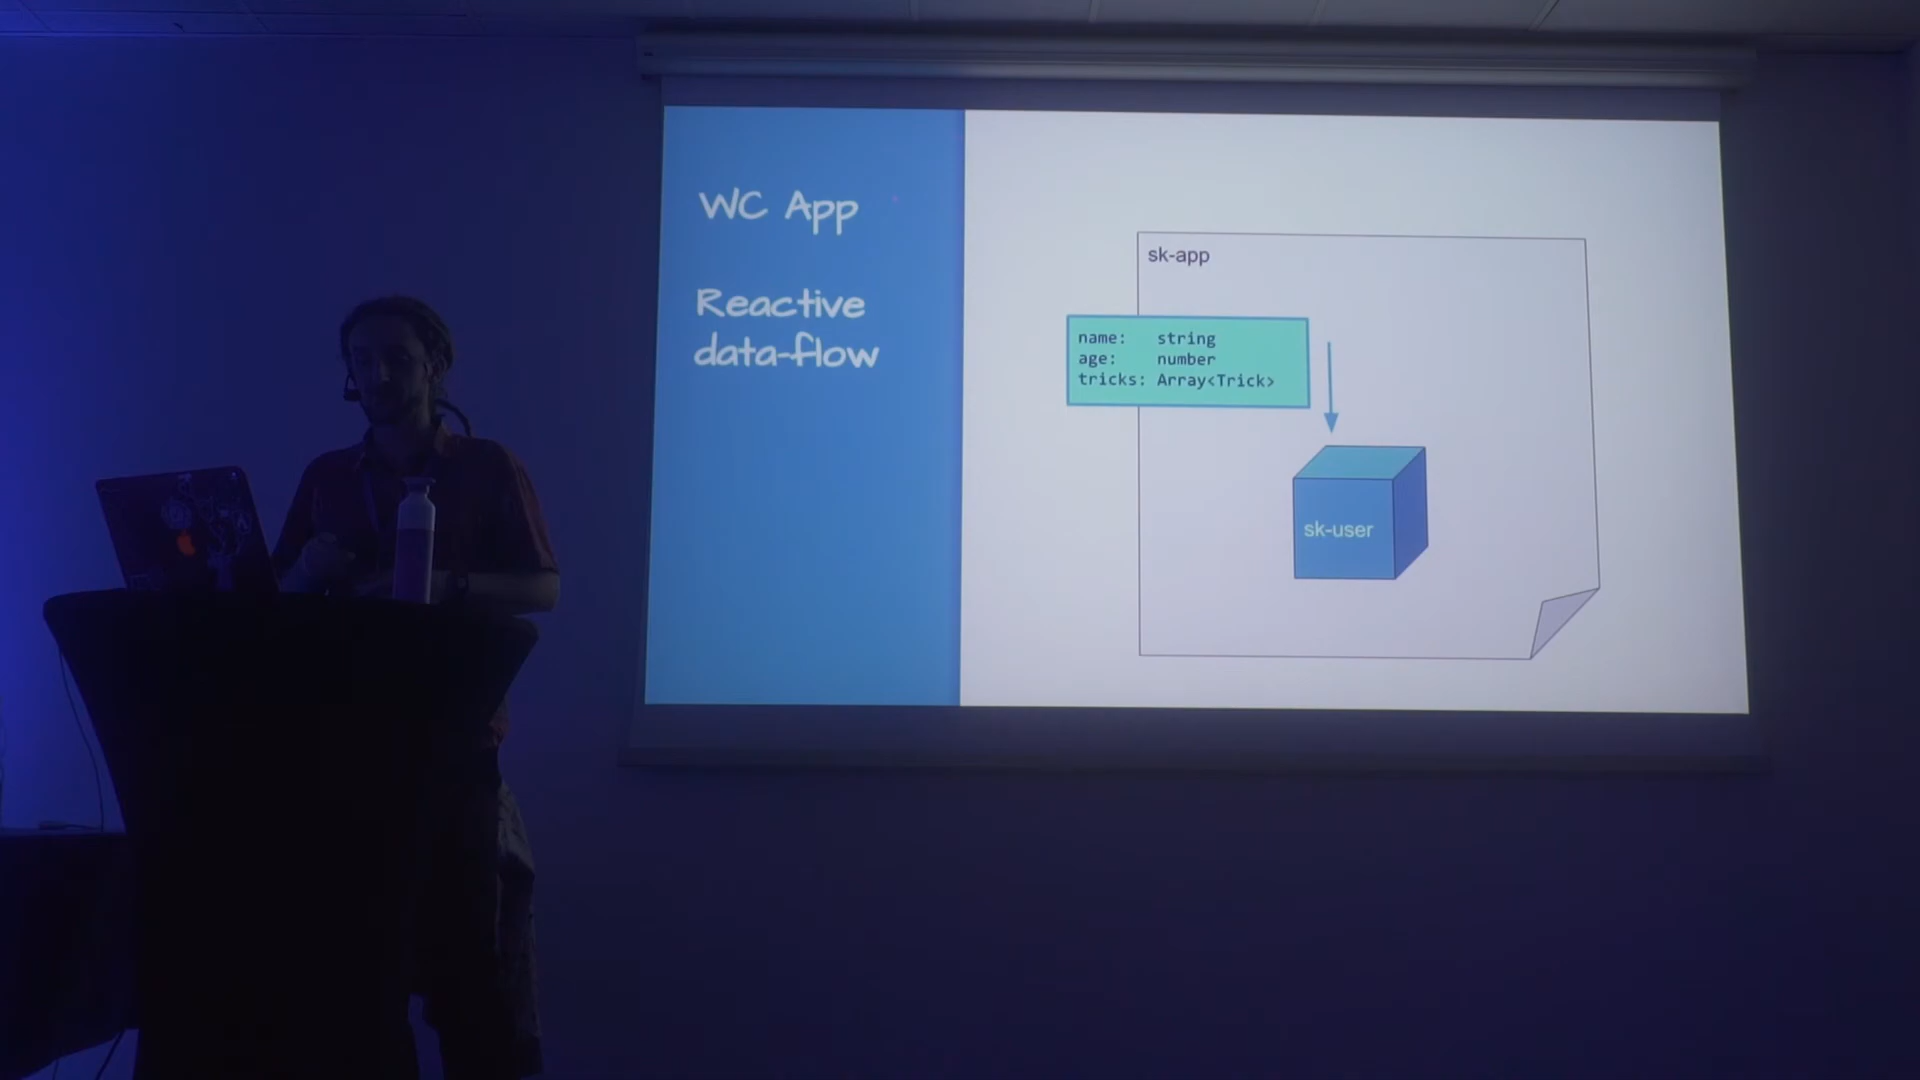 WC App
Reactive
data-flow
sk-app
name: string
age: number
tricks: Array<Trick>
sk-user